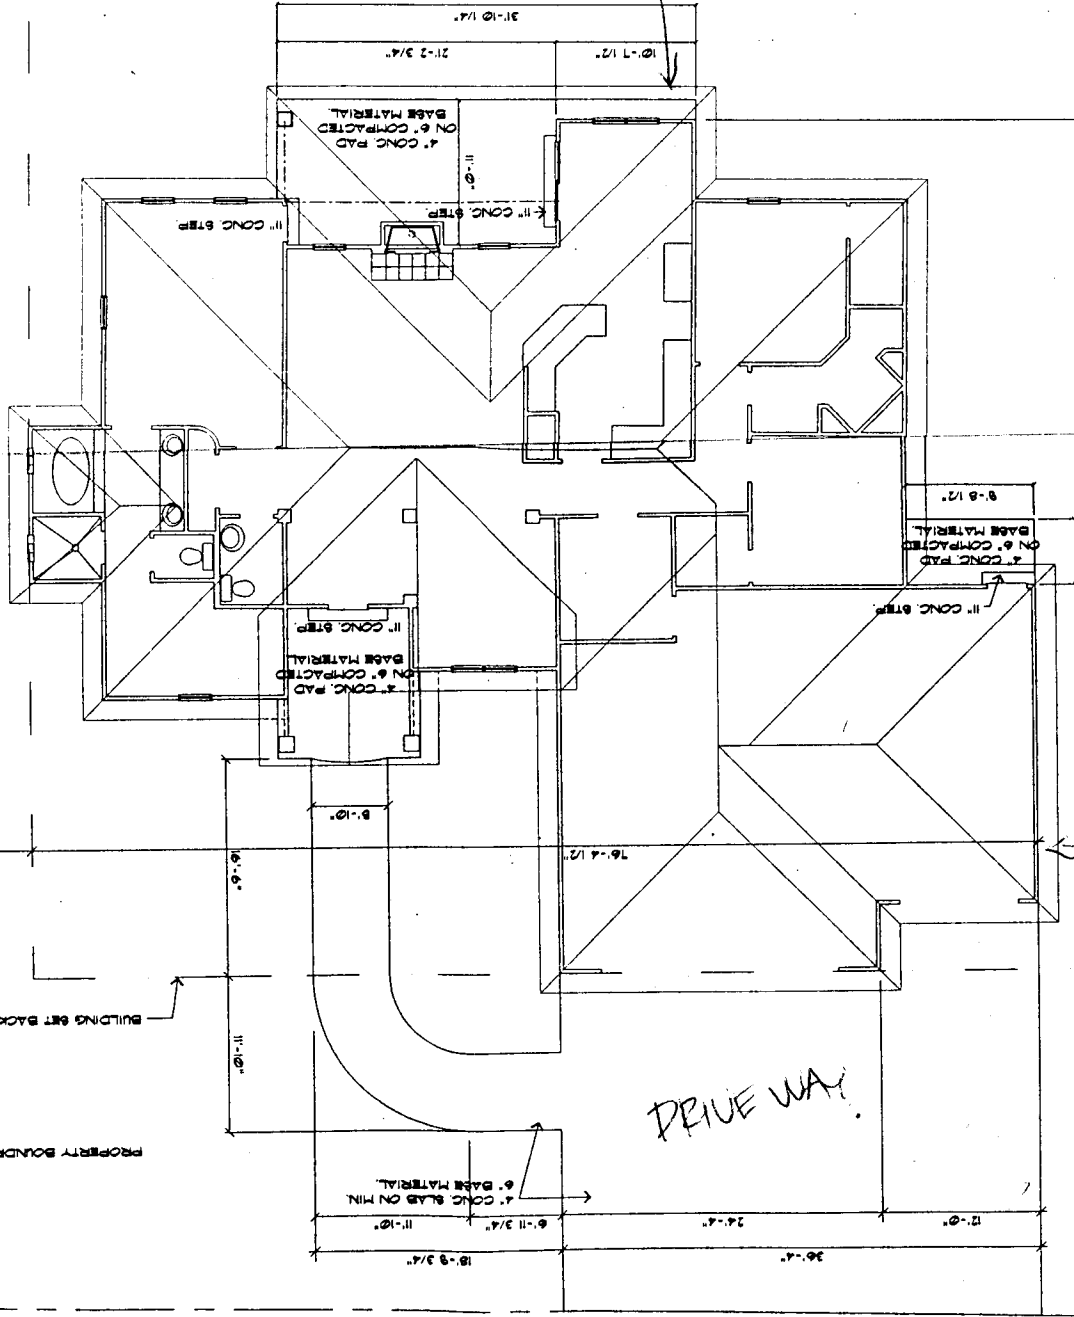 31'-10 1/4"
21'-2 3/4"
10'-7 1/2"
4" CONC. PAD
ON 6" COMPACTED
BASE MATERIAL
11'-0"
11" CONC. STEP.
11" CONC. STEP.
9'-8 1/2"
4" CONC. PAD
ON 6" COMPACTED
BASE MATERIAL
11" CONC. STEP.
11" CONC. STEP.
4" CONC. PAD
ON 6" COMPACTED
BASE MATERIAL
5'-10"
76'-4 1/2"
16'-6"
BUILDING SET BACK
11'-10"
DRIVE WAY.
PROPERTY BOUNDR
4" CONC. SLAB ON MIN.
6" BASE MATERIAL.
11'-10"
6'-11 3/4"
24'-4"
12'-0"
18'-9 3/4"
36'-4"